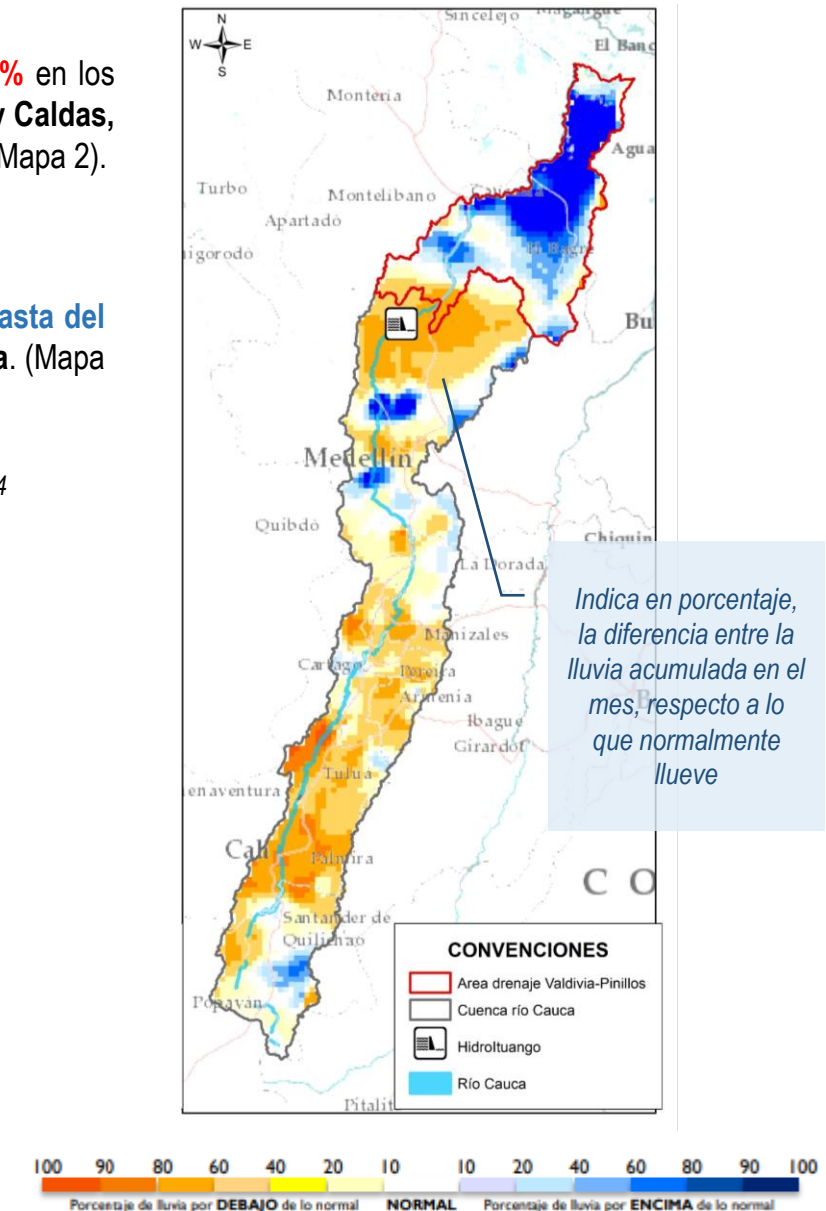 % en los
y Caldas,
Mapa 2).
asta del
a. (Mapa
4
N
W E
S
Sincelejo
El Banc
Montería
Agua
Turbo
Montelíbano
Apartadó
igorodó
El Bagre
Bu
Medellín
Quibdó
Chiquin
La Dorada
Manizales
Cartago
Pereira
Armenia
Ibague
Girardot
Tulua
enaventura
Cali
Palmira
C O
Santander de
Quilichao
Popayán
Pitalit
Indica en porcentaje,
la diferencia entre la
lluvia acumulada en el
mes, respecto a lo
que normalmente
llueve
CONVENCIONES
Area drenaje Valdivia-Pinillos
Cuenca río Cauca
HidroItuango
Río Cauca
100 90 80 60 40 20 10 10 20 40 60 80 90 100
Porcentaje de lluvia por DEBAJO de lo normal NORMAL Porcentaje de lluvia por ENCIMA de lo normal